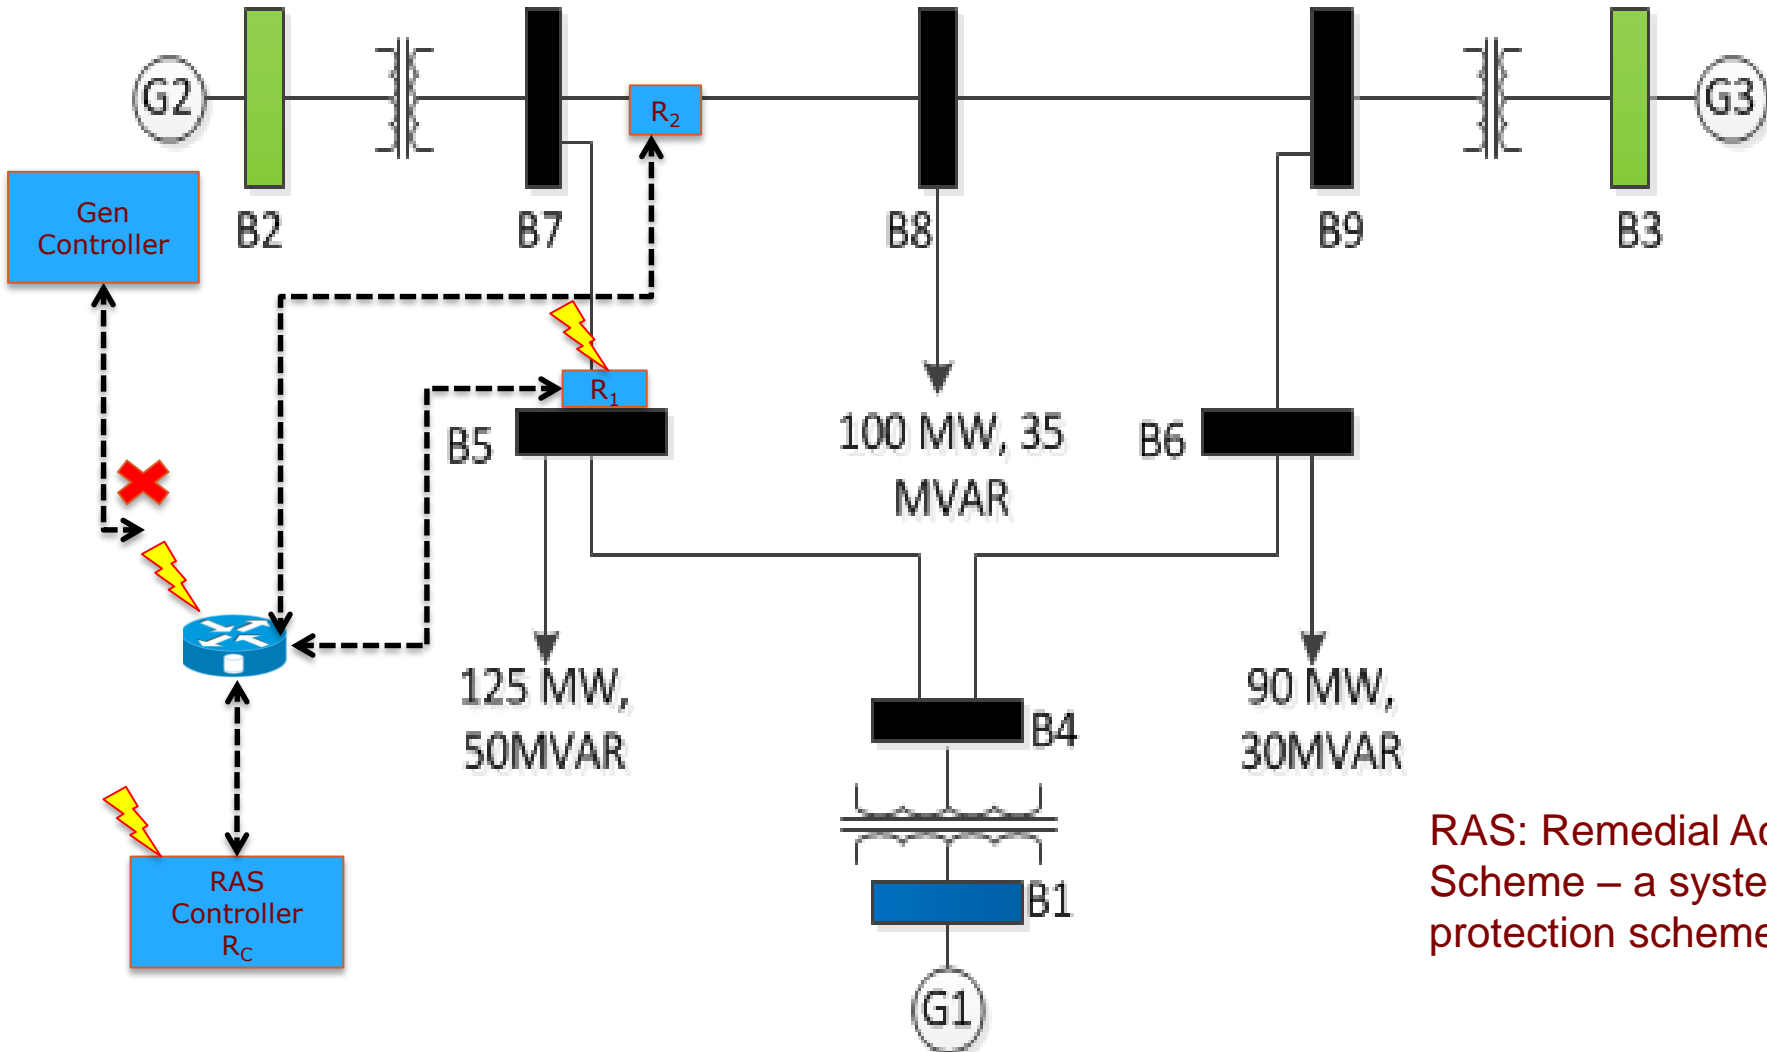 G2
G3
R2
Gen
Controller
B2
B7
B8
B9
B3
R1
B5
100 MW, 35
MVAR
B6
125 MW,
50MVAR
90 MW,
30MVAR
B4
RAS
Controller
RC
B1
G1
RAS: Remedial Ac
Scheme – a syste
protection scheme